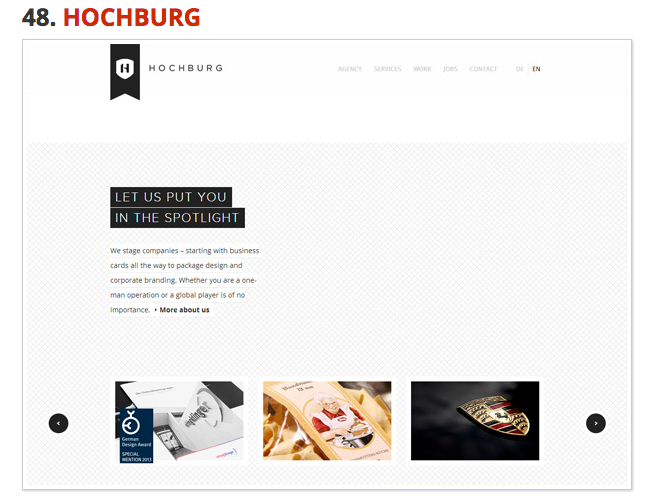 48. HOCHBURG
H
HOCHBURG
AGENCY SERVICES WORK JOBS CONTACT DE EN
LET US PUT YOU
IN THE SPOTLIGHT
We stage companies – starting with business
cards all the way to package design and
corporate branding. Whether you are a one-
man operation or a global player is of no
importance. ‣ More about us
German
Design Award
SPECIAL
MENTION 2013